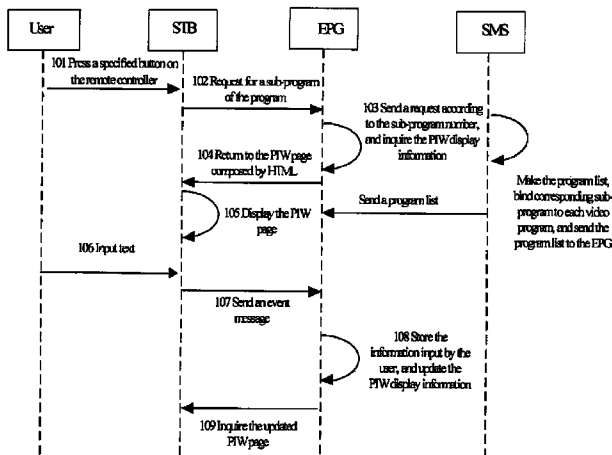 User
STB
EPG
SMS
101 Press a specified button on
the remote controller
102 Request for a sub-program
of the program
103 Send a request according
to the sub-program number,
and inquire the PIW display
information
104 Return to the PIW page
composed by HTML
Make the program list,
bind corresponding sub-
program to each video
program, and send the
program list to the EPG
Send a program list
105 Display the PIW
page
106 Input text
107 Send an event
message
108 Store the
information input by the
user, and update the
PIW display information
109 Inquire the updated
PIW page